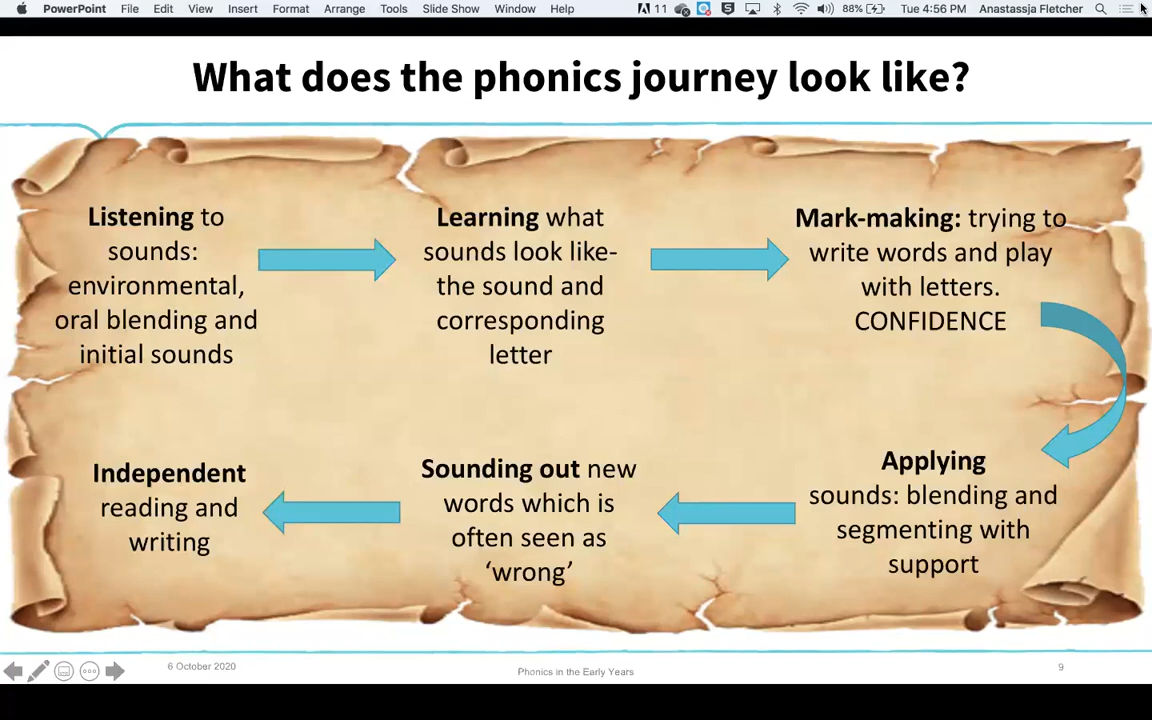 PowerPoint File Edit View Insert Format Arrange Tools Slide Show Window Help 11 88% Tue 4:56 PM Anastassja Fletcher
What does the phonics journey look like?
Listening to
sounds:
environmental,
oral blending and
initial sounds
Learning what
sounds look like-
the sound and
corresponding
letter
Mark-making: trying to
write words and play
with letters.
CONFIDENCE
Applying
sounds: blending and
segmenting with
support
Sounding out new
words which is
often seen as
‘wrong’
Independent
reading and
writing
6 October 2020
Phonics in the Early Years
9